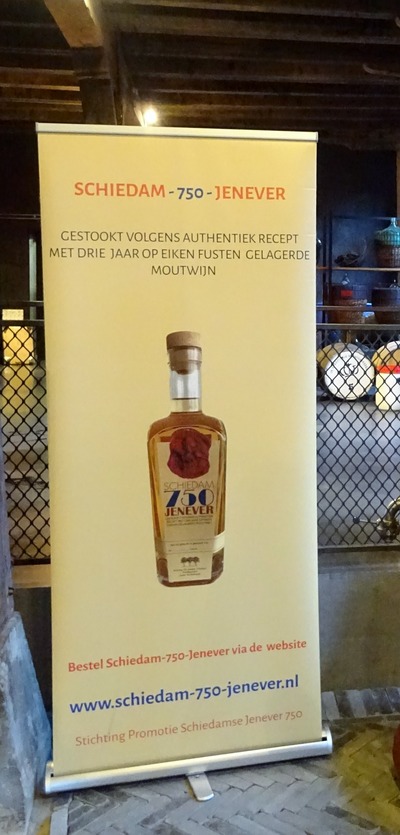 SCHIEDAM - 750 - JENEVER
GESTOOKT VOLGENS AUTHENTIEK RECEPT
MET DRIE JAAR OP EIKEN FUSTEN GELAGERDE
MOUTWIJN
SCHIEDAM
750
JENEVER
Bestel Schiedam-750-Jenever via de website
www.schiedam-750-jenever.nl
Stichting Promotie Schiedamse Jenever 750